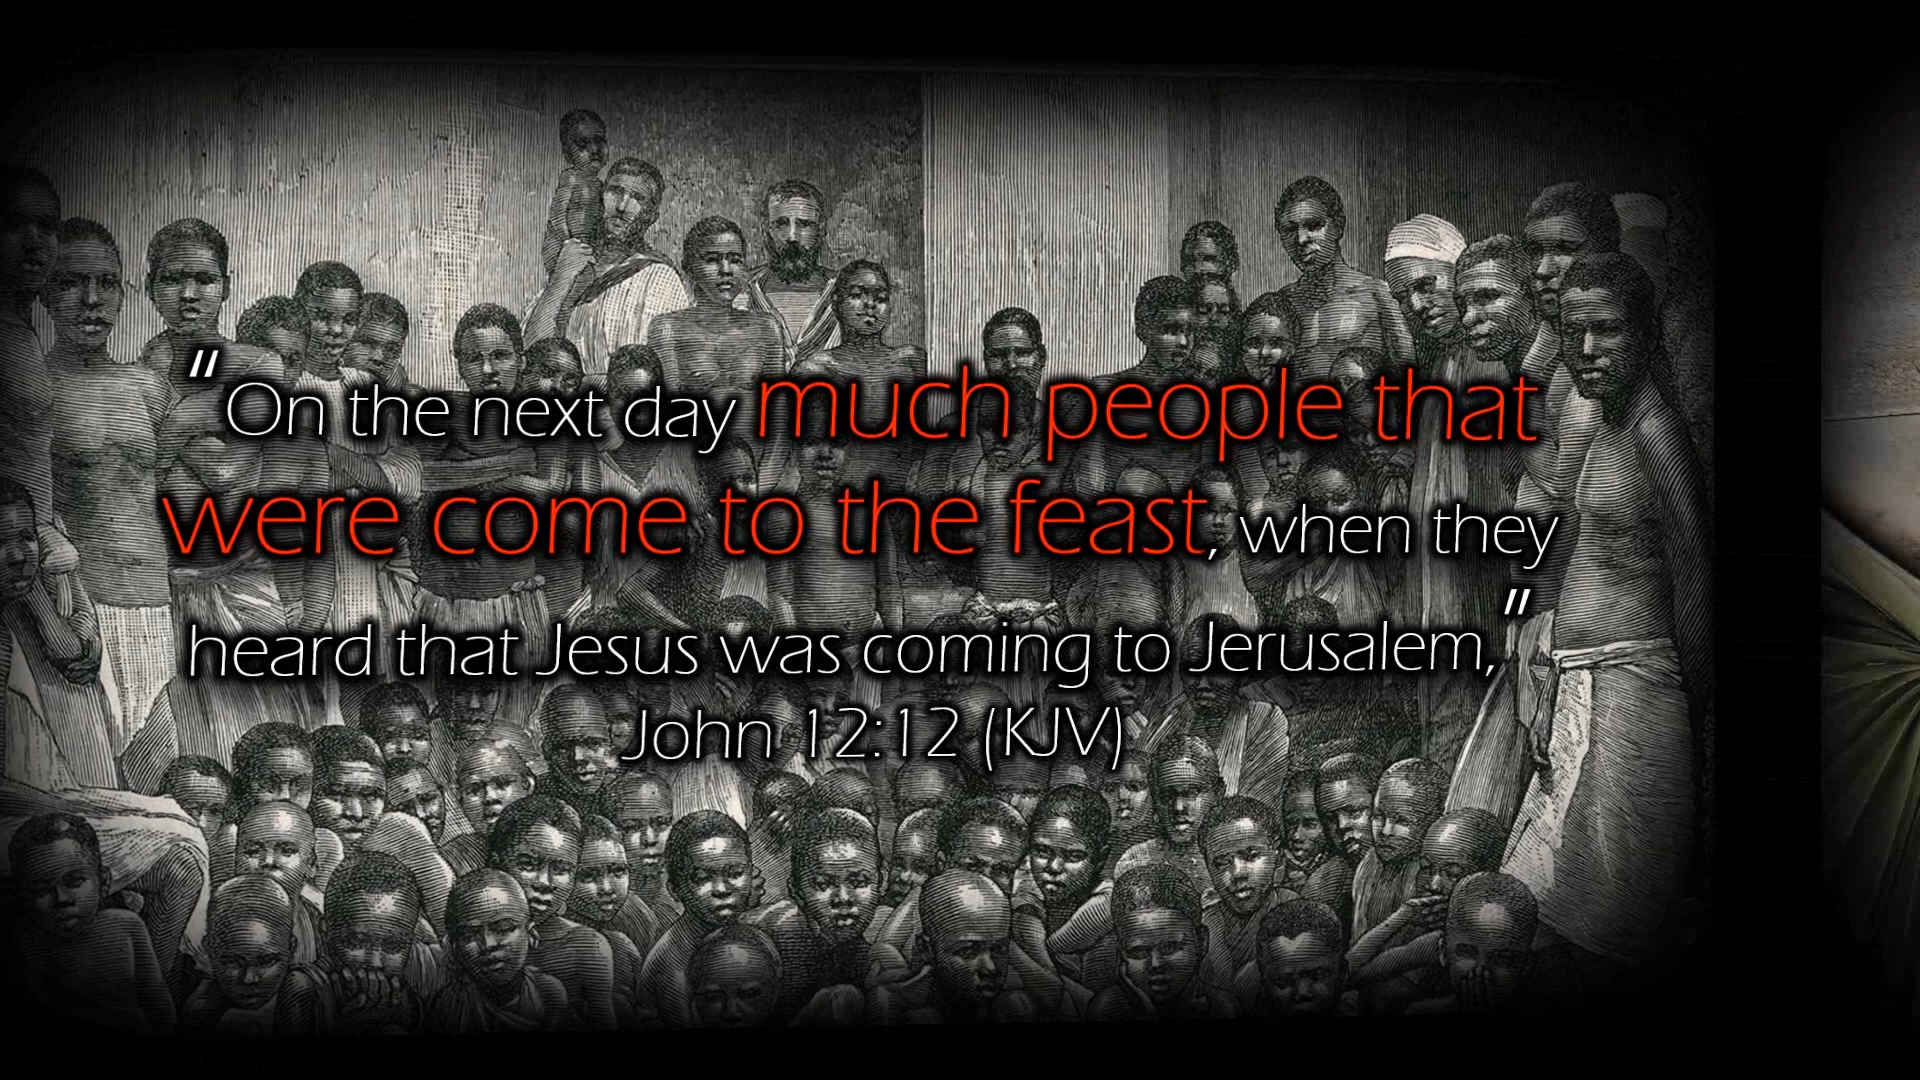 "On the next day much people that
were come to the feast, when they
heard that Jesus was coming to Jerusalem,"
John 12:12 (KJV)